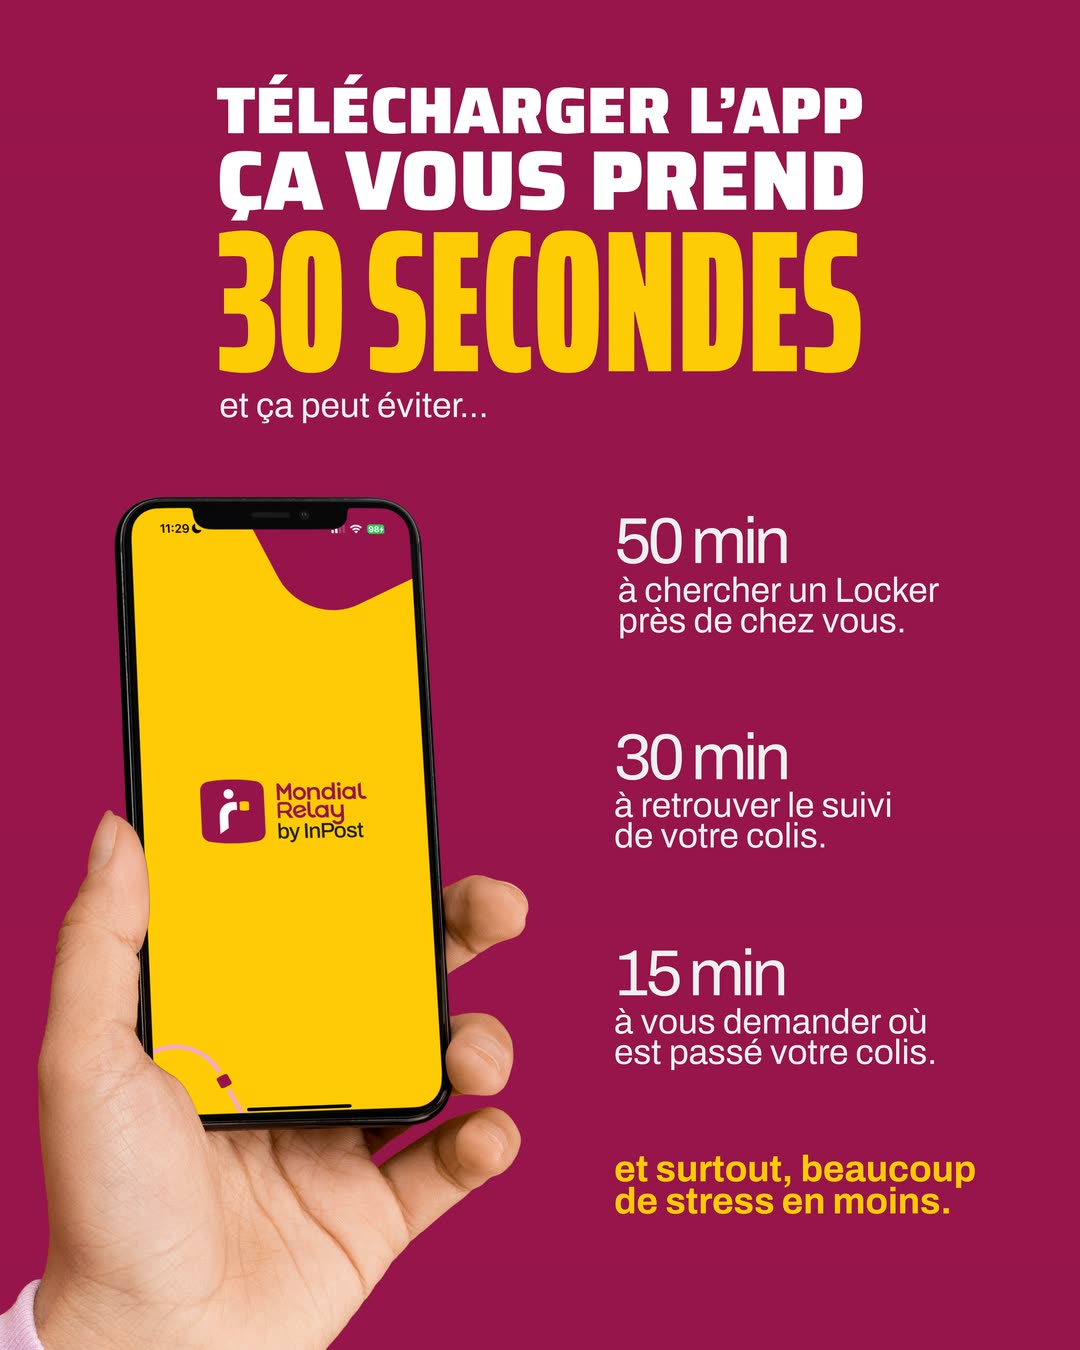 TÉLÉCHARGER L’APP
ÇA VOUS PREND
30 SECONDES
et ça peut éviter...
11:29
98
Mondial
Relay
by InPost
50 min
à chercher un Locker
près de chez vous.
30 min
à retrouver le suivi
de votre colis.
15 min
à vous demander où
est passé votre colis.
et surtout, beaucoup
de stress en moins.